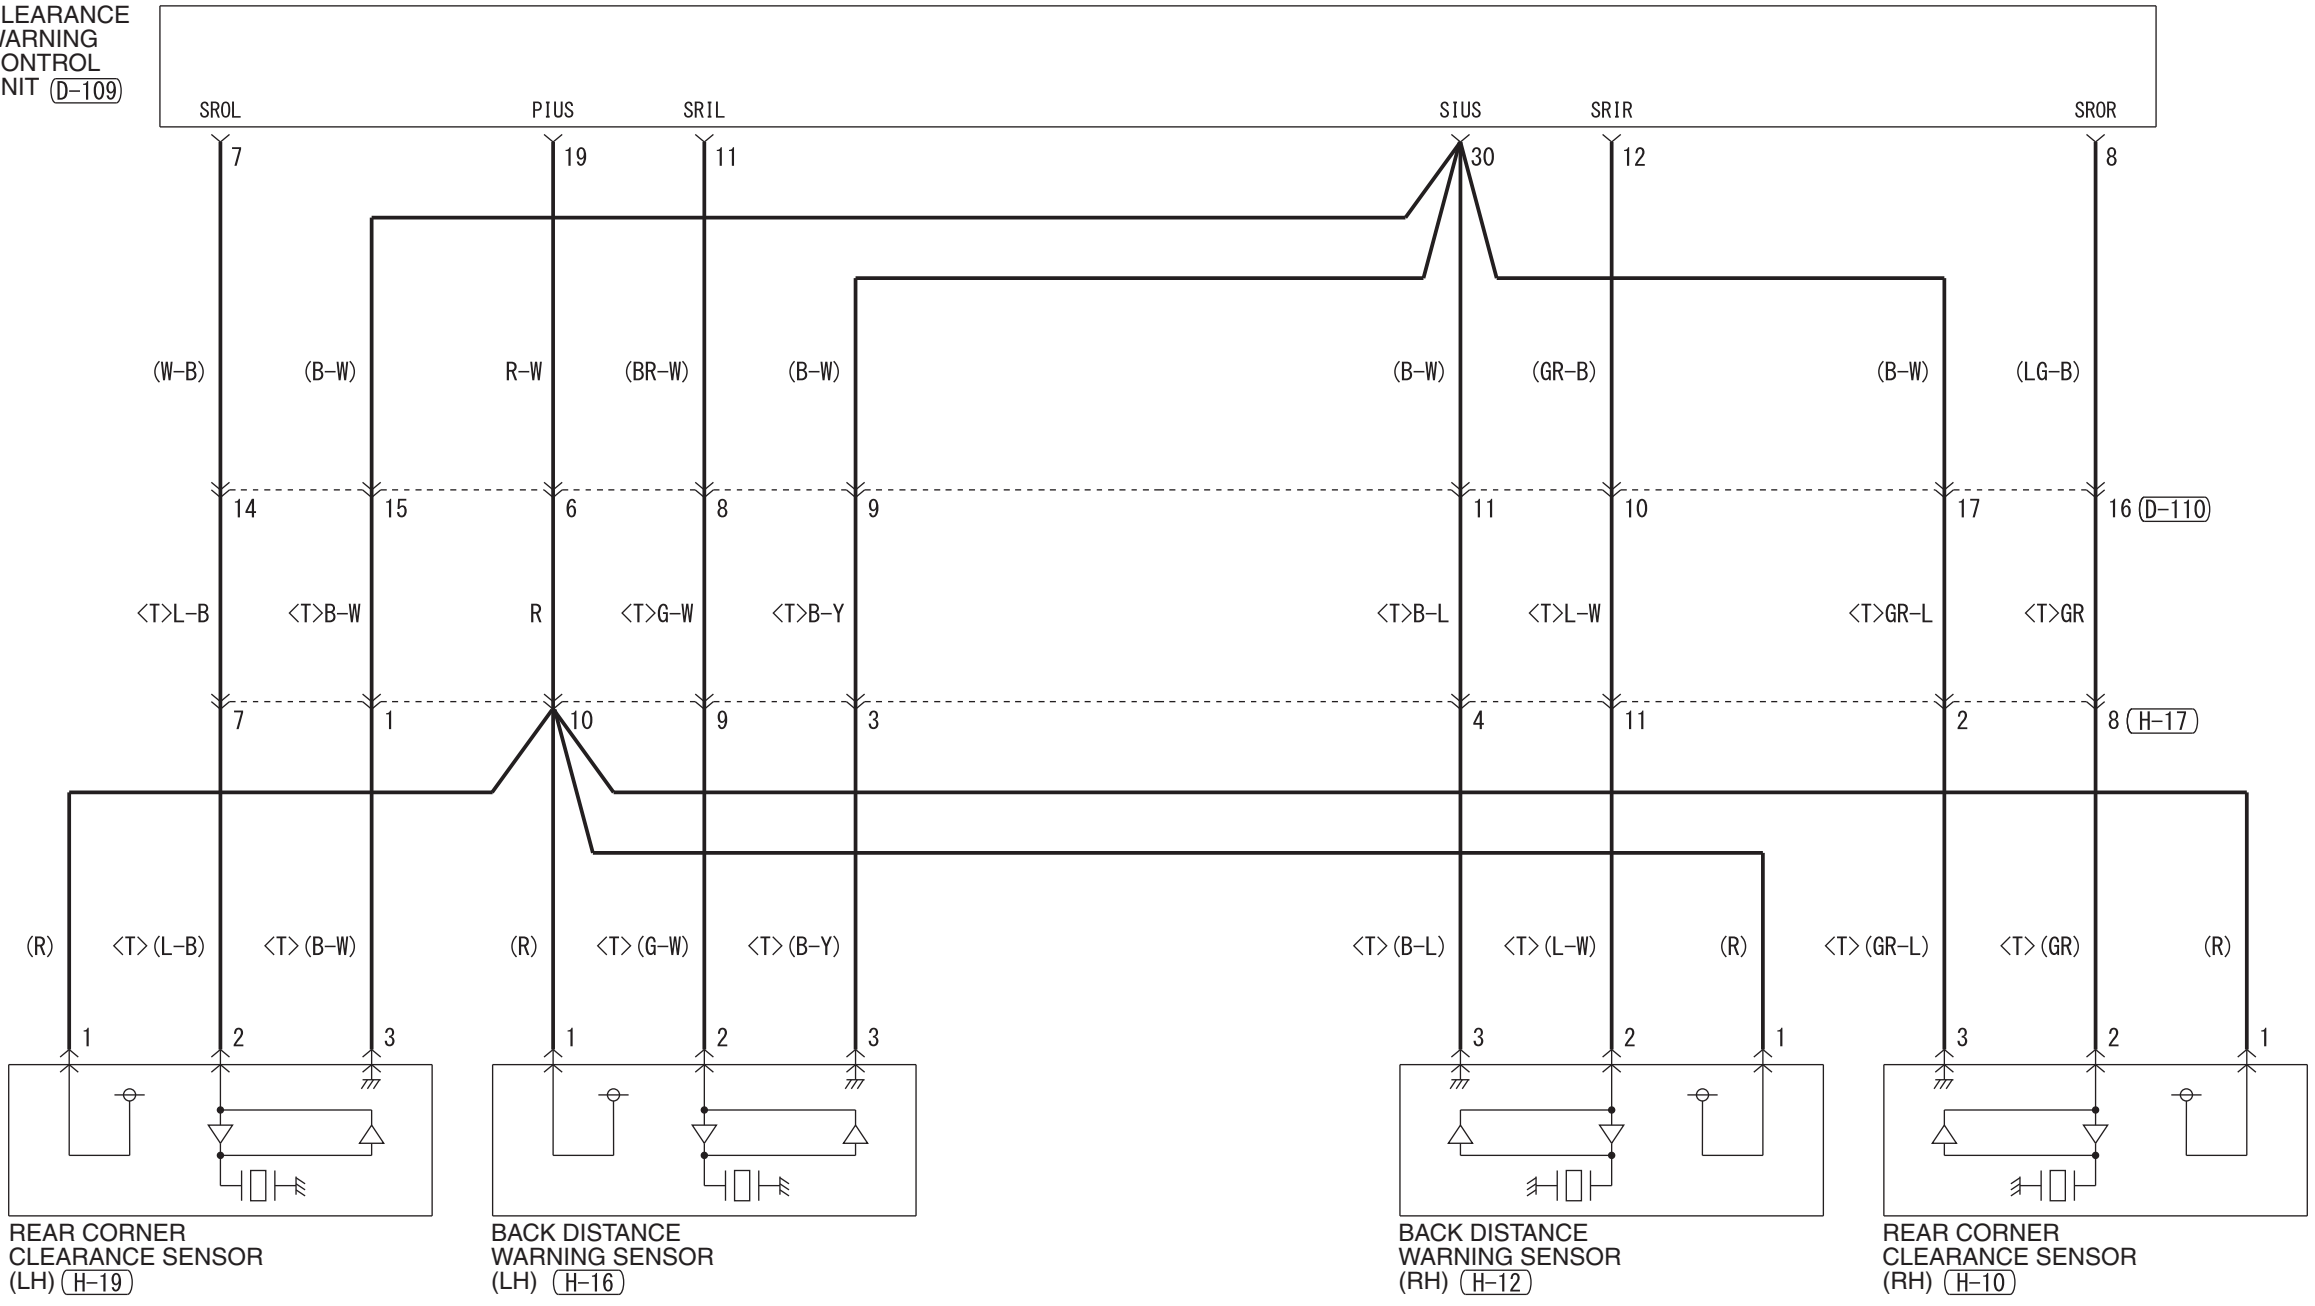 LEARANCE
WARNING
ONTROL
NIT (D-109)
SROL PIUS SRIL SIUS SRIR SROR
7 19 11 30 12 8
(W-B) (B-W) R-W (BR-W) (B-W) (B-W) (GR-B) (B-W) (LG-B)
14 15 6 8 9 11 10 17 16 (D-110)
<T>L-B <T>B-W R <T>G-W <T>B-Y <T>B-L <T>L-W <T>GR-L <T>GR
7 1 10 9 3 4 11 2 8 (H-17)
(R) <T>(L-B) <T>(B-W) (R) <T>(G-W) <T>(B-Y) <T>(B-L) <T>(L-W) (R) <T>(GR-L) <T>(GR) (R)
1 2 3 1 2 3 3 2 1 3 2 1
REAR CORNER
CLEARANCE SENSOR
(LH) (H-19)
BACK DISTANCE
WARNING SENSOR
(LH) (H-16)
BACK DISTANCE
WARNING SENSOR
(RH) (H-12)
REAR CORNER
CLEARANCE SENSOR
(RH) (H-10)